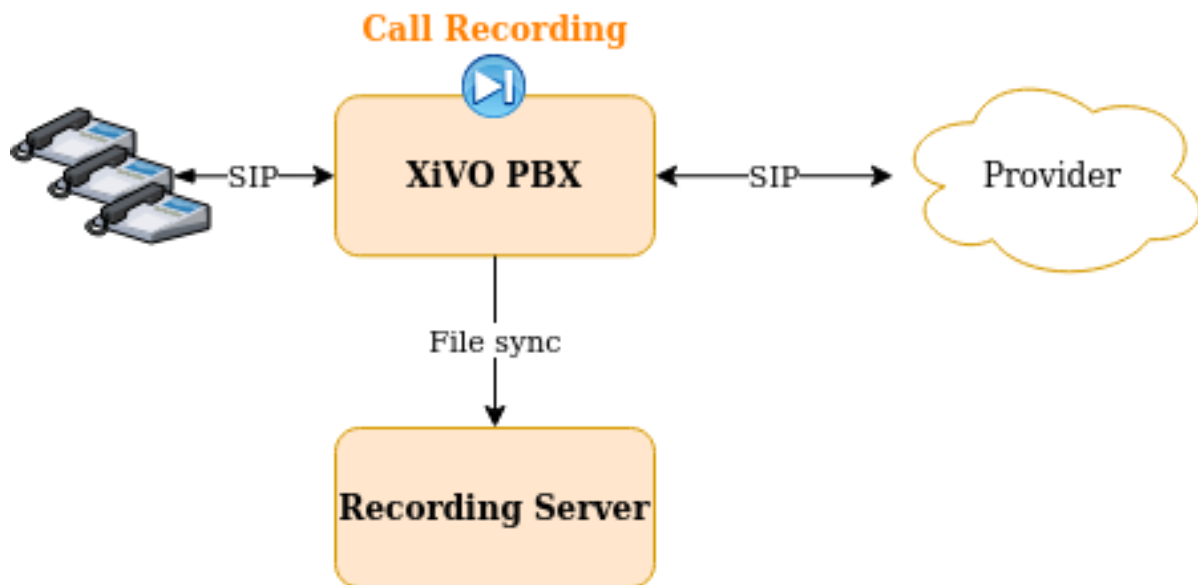 Call Recording
SIP
XiVO PBX
SIP
Provider
File sync
Recording Server